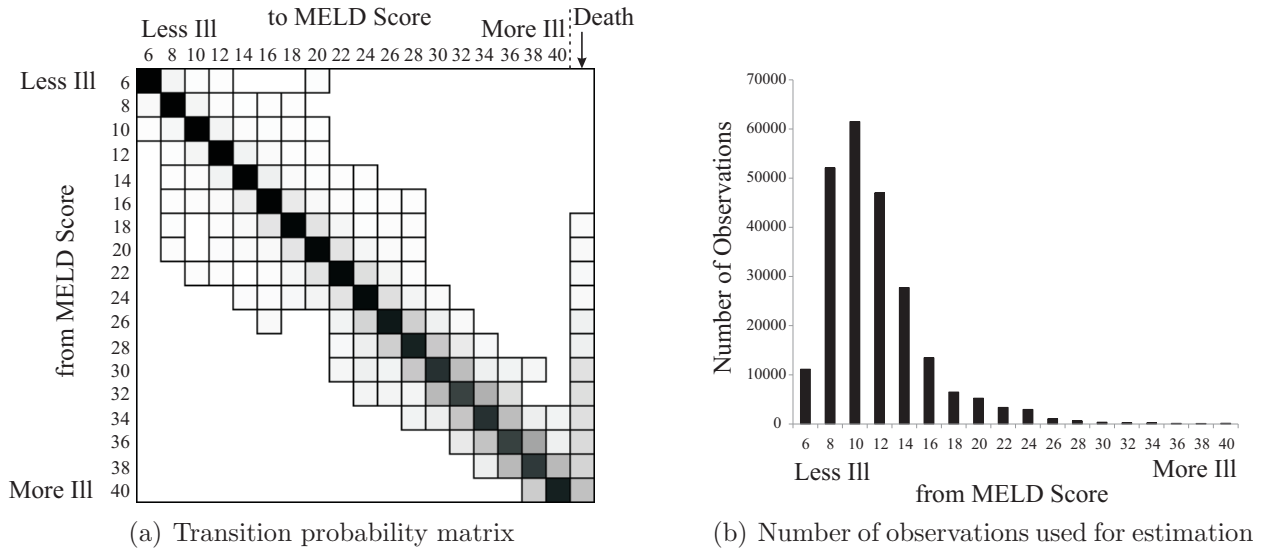 to MELD Score
Death
Less Ill
More Ill
6 8 10 12 14 16 18 20 22 24 26 28 30 32 34 36 38 40
Less Ill
6
8
10
12
14
16
18
20
22
24
26
28
30
32
34
36
38
40
from MELD Score
More Ill
(a) Transition probability matrix
70000
60000
50000
40000
30000
20000
10000
0
Number of Observations
6 8 10 12 14 16 18 20 22 24 26 28 30 32 34 36 38 40
Less Ill
More Ill
from MELD Score
(b) Number of observations used for estimation